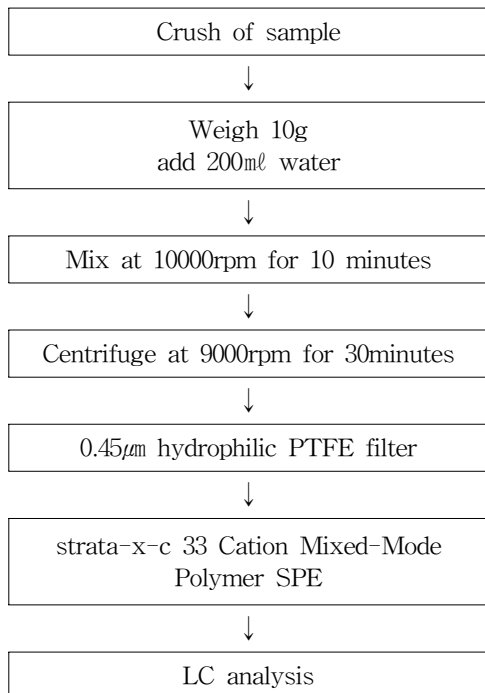 Crush of sample
↓
Weigh 10g
add 200㎖ water
↓
Mix at 10000rpm for 10 minutes
↓
Centrifuge at 9000rpm for 30minutes
↓
0.45㎛ hydrophilic PTFE filter
↓
strata-x-c 33 Cation Mixed-Mode
Polymer SPE
↓
LC analysis